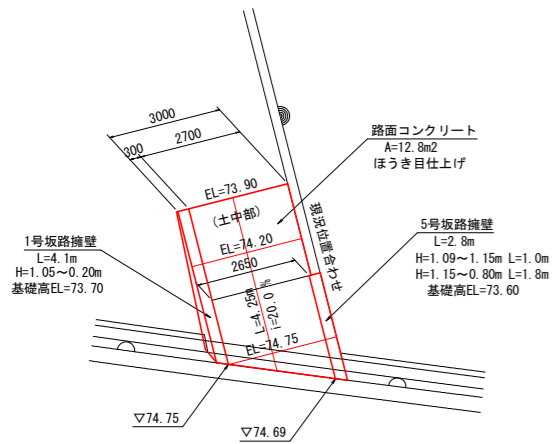 3000
300
2700
路面コンクリート
A=12.8m2
ほうき目仕上げ
EL=73.90
(土中部)
現況位置合わせ
1号坂路擁壁
L=4.1m
H=1.05～0.20m
基礎高EL=73.70
EL=74.20
2650
5号坂路擁壁
L=2.8m
H=1.09～1.15m L=1.0m
H=1.15～0.80m L=1.8m
基礎高EL=73.60
L=4.25m
i=20.0 %
EL=74.75
▽74.75
▽74.69